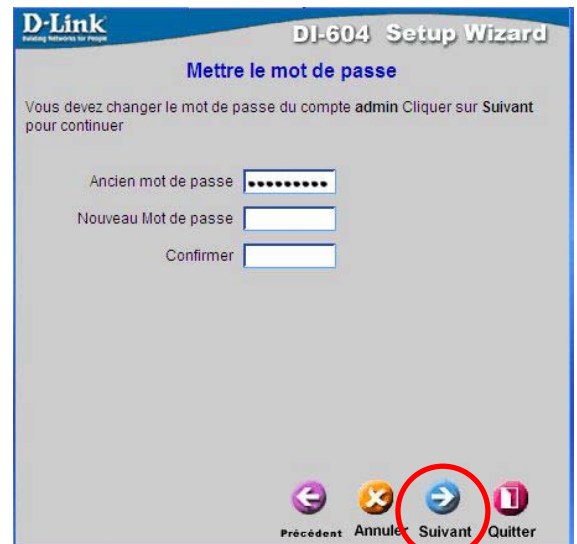 D-Link
Building Networks for People
DI-604 Setup Wizard
Mettre le mot de passe
Vous devez changer le mot de passe du compte admin Cliquer sur Suivant
pour continuer
Ancien mot de passe
Nouveau Mot de passe
Confirmer
Précédent Annuler Suivant Quitter